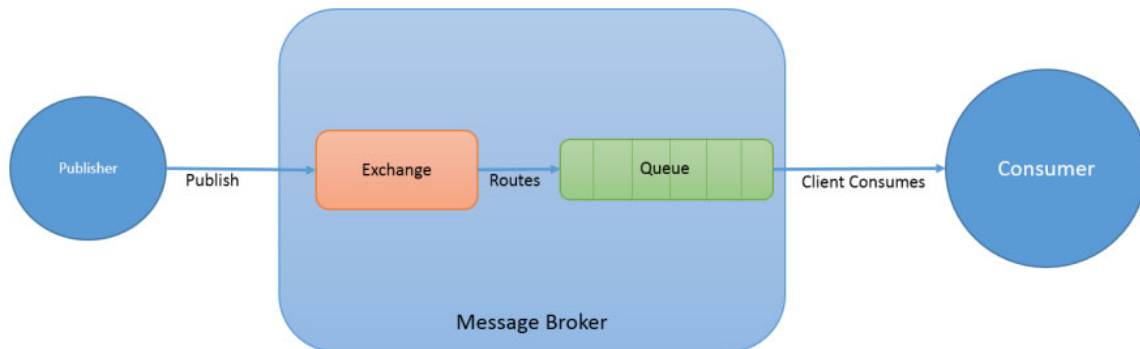 Publisher
Publish
Exchange
Routes
Queue
Client Consumes
Consumer
Message Broker